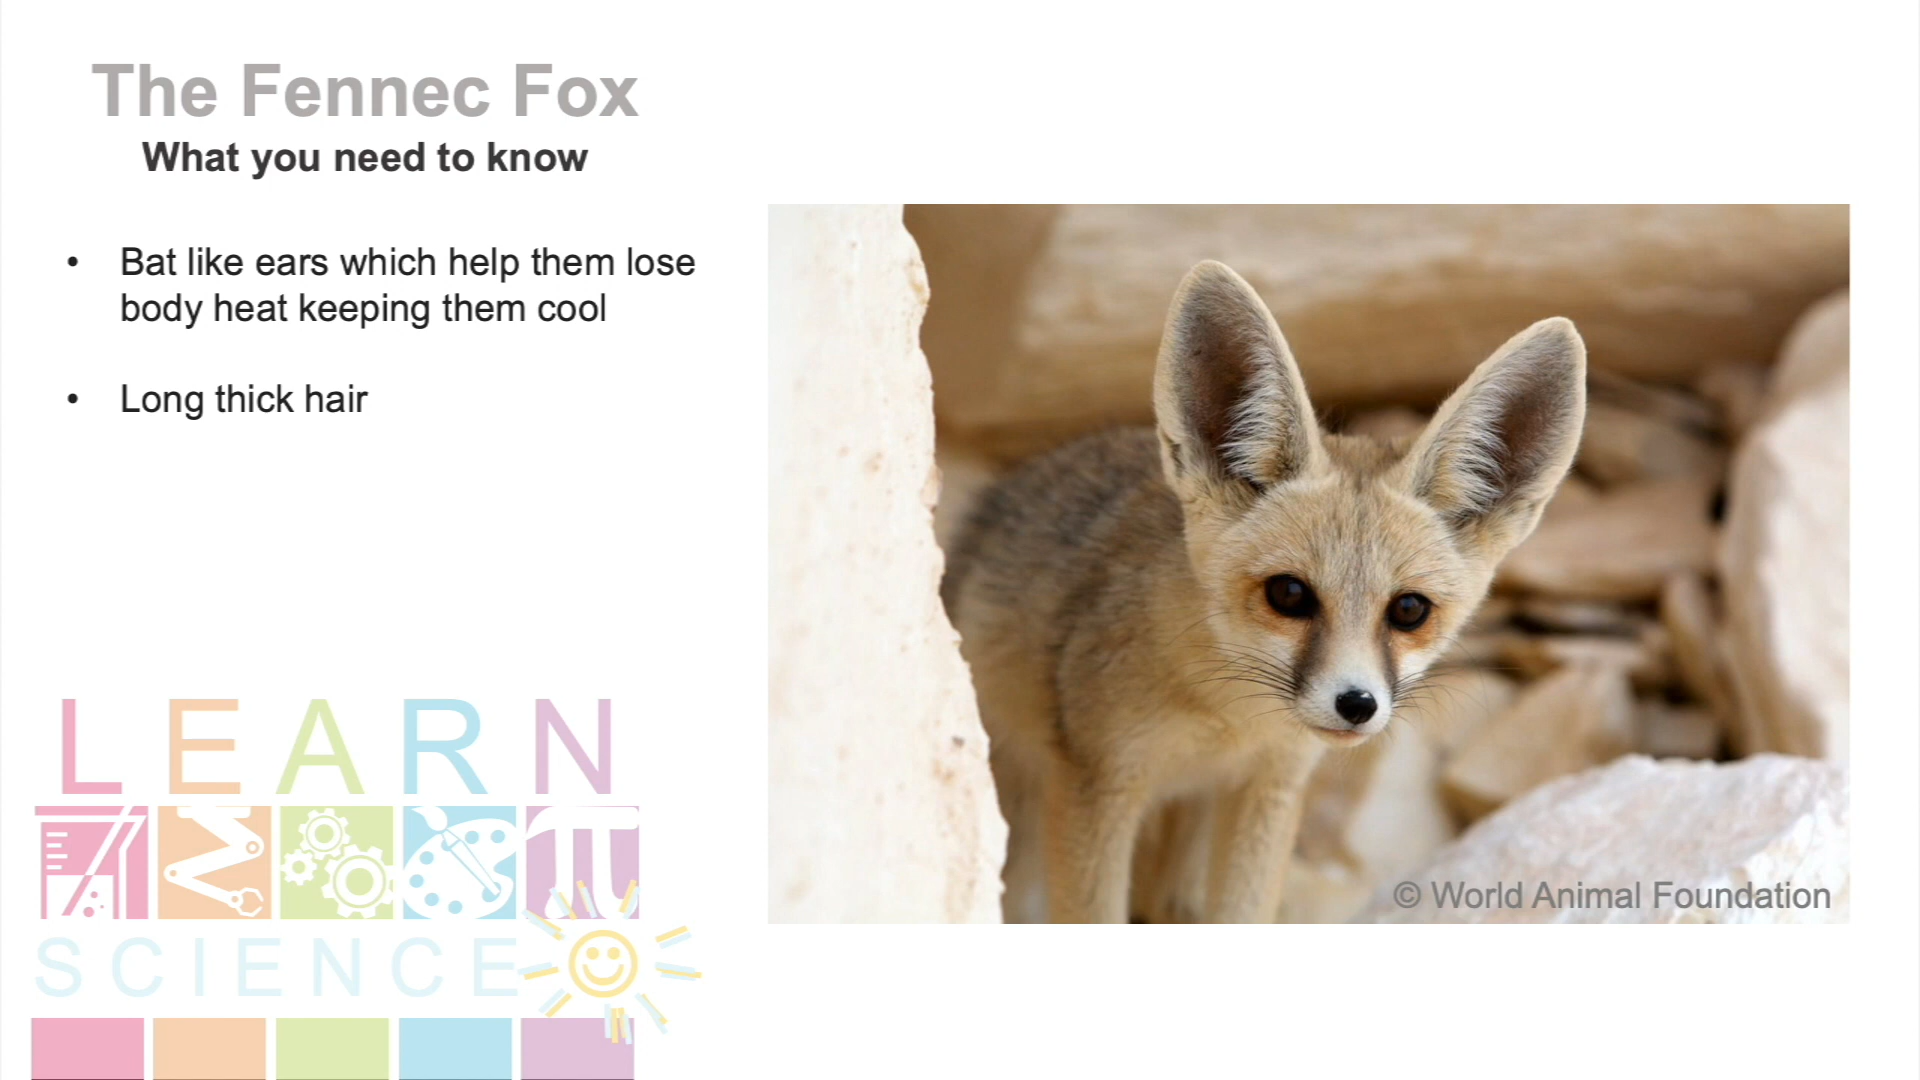 The Fennec Fox
What you need to know
• Bat like ears which help them lose
body heat keeping them cool
• Long thick hair
LEARN
SCIENCE
© World Animal Foundation